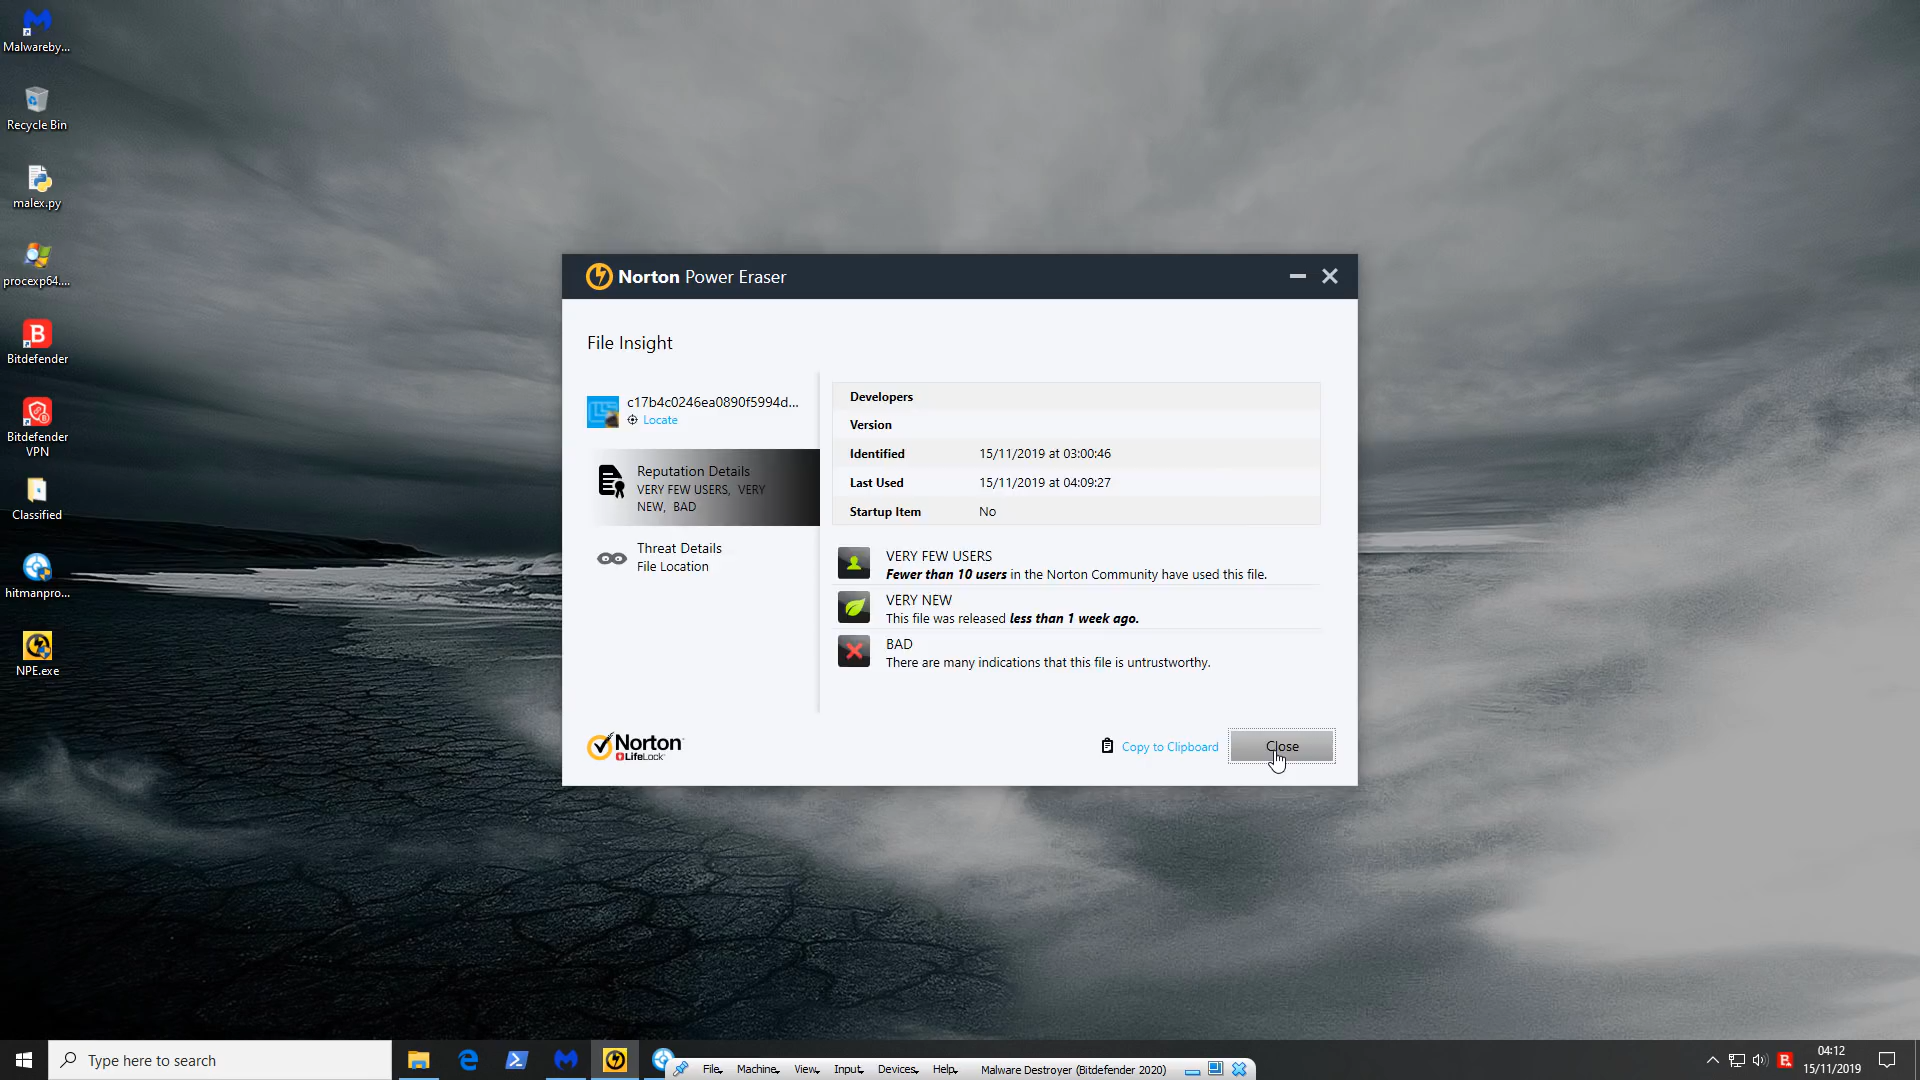 Malwareby...
Recycle Bin
malex.py
procexp64....
Bitdefender
Bitdefender
VPN
Classified
hitmanpro...
NPE.exe
Norton Power Eraser
File Insight
c17b4c0246ea0890f5994d...
Locate
Reputation Details
VERY FEW USERS, VERY
NEW, BAD
Threat Details
File Location
Developers
Version
Identified 15/11/2019 at 03:00:46
Last Used 15/11/2019 at 04:09:27
Startup Item No
VERY FEW USERS
Fewer than 10 users in the Norton Community have used this file.
VERY NEW
This file was released less than 1 week ago.
BAD
There are many indications that this file is untrustworthy.
Norton
LifeLock
Copy to Clipboard
Close
Type here to search
File Machine View Input Devices Help Malware Destroyer (Bitdefender 2020)
04:12
15/11/2019